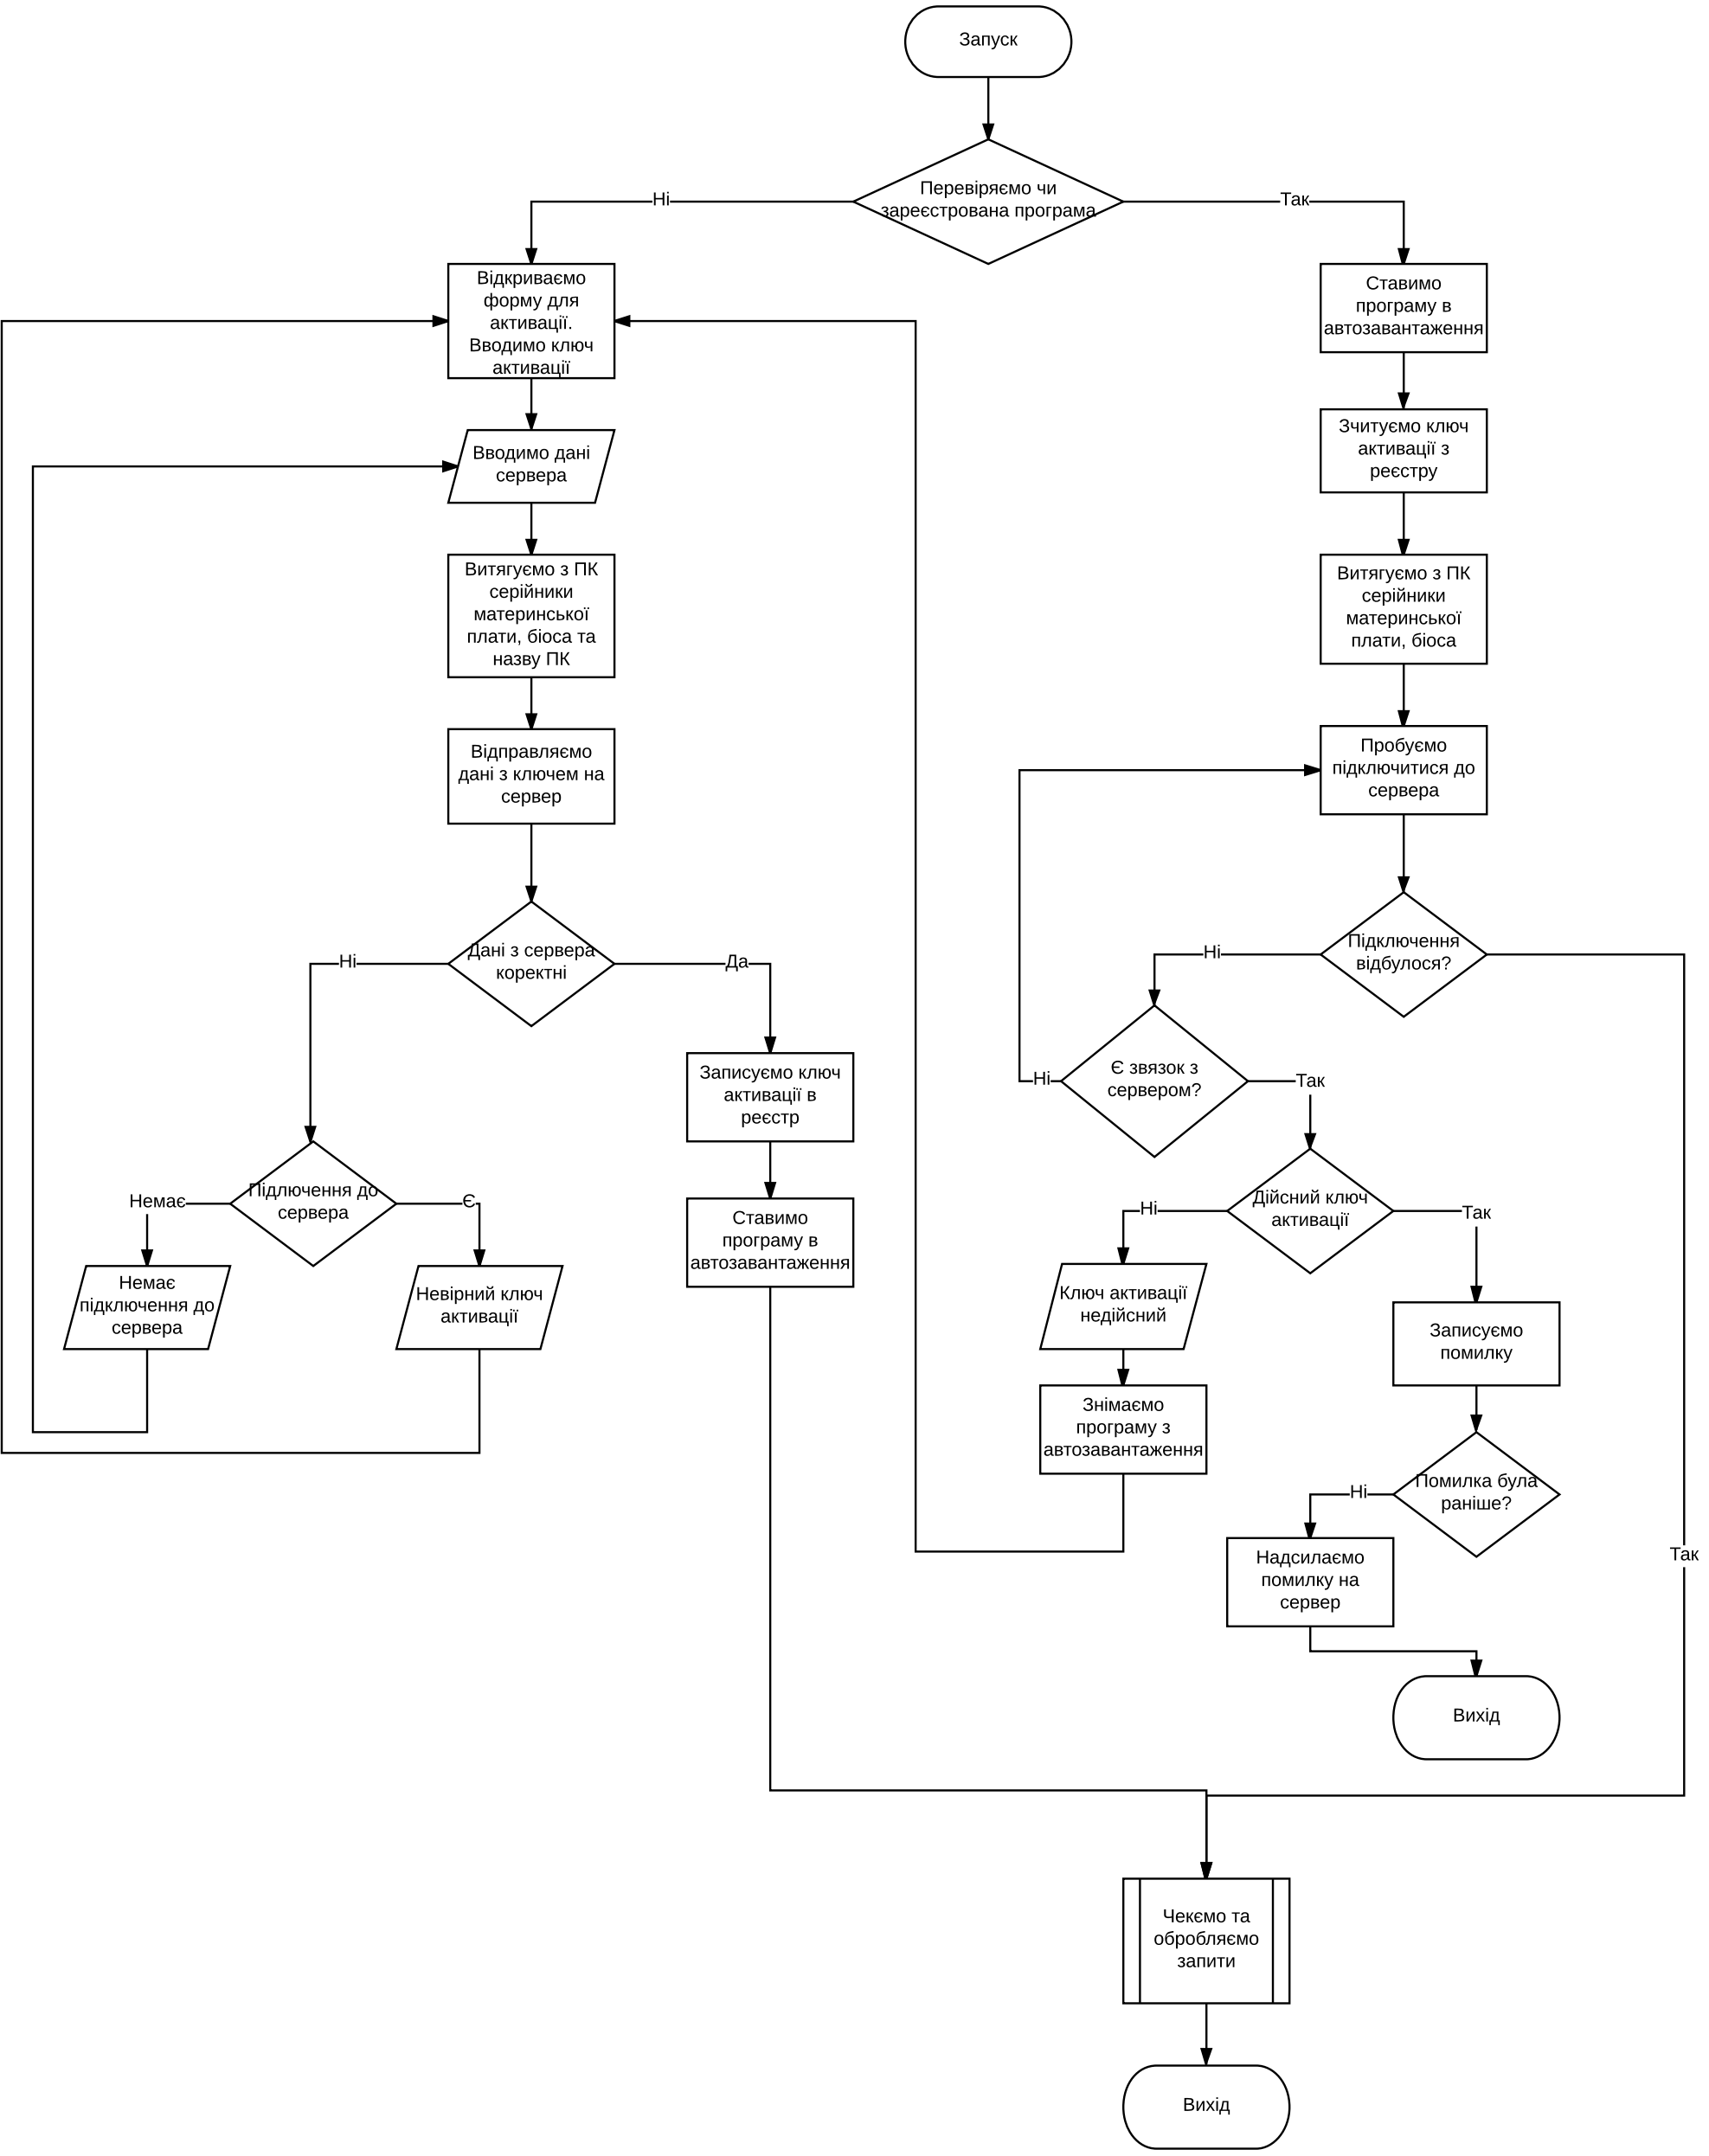 Запуск
Перевіряємо чи
зареєстрована програма
Ні
Так
Відкриваємо
форму для
активації.
Вводимо ключ
активації
Ставимо
програму в
автозавантаження
Вводимо дані
сервера
Зчитуємо ключ
активації з
реєстру
Витягуємо з ПК
серійники
материнської
плати, біоса та
назву ПК
Витягуємо з ПК
серійники
материнської
плати, біоса
Відправляємо
дані з ключем на
сервер
Пробуємо
підключитися до
сервера
Дані з сервера
коректні
Ні
Да
Підключення
відбулося?
Ні
Так
Записуємо ключ
активації в
реєстр
Є звязок з
сервером?
Ні
Так
Підлючення до
сервера
Немає
Є
Ставимо
програму в
автозавантаження
Дійсний ключ
активації
Ні
Так
Немає
підключення до
сервера
Невірний ключ
активації
Ключ активації
недійсний
Записуємо
помилку
Знімаємо
програму з
автозавантаження
Помилка була
раніше?
Ні
Надсилаємо
помилку на
сервер
Вихід
Чекємо та
обробляємо
запити
Вихід